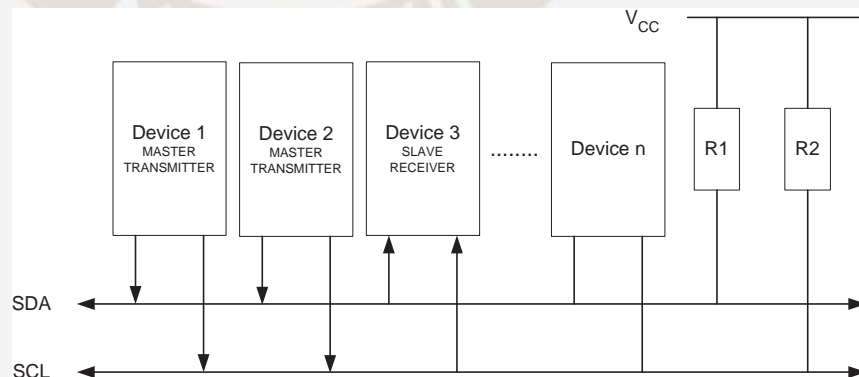 V_CC
Device 1
MASTER
TRANSMITTER
Device 2
MASTER
TRANSMITTER
Device 3
SLAVE
RECEIVER
........
Device n
R1
R2
SDA
SCL